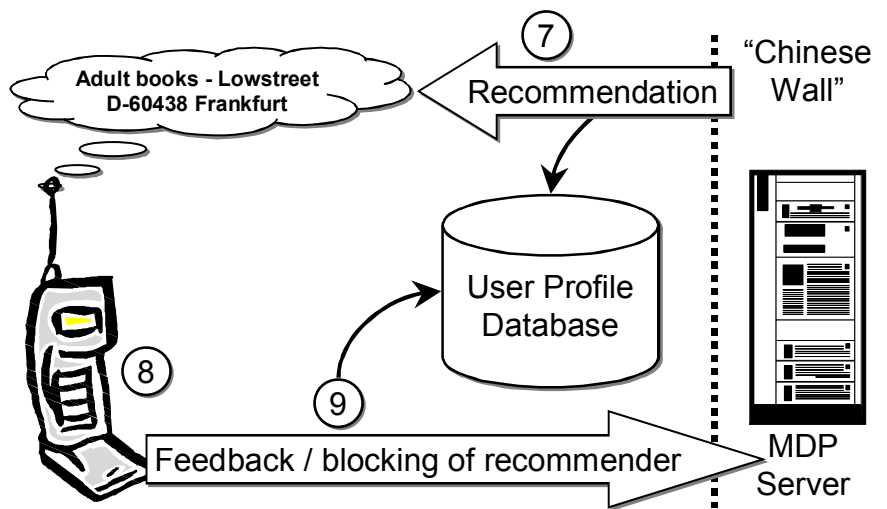 7
“Chinese
Wall”
Adult books - Lowstreet
D-60438 Frankfurt
Recommendation
User Profile
Database
8
9
Feedback / blocking of recommender
MDP
Server